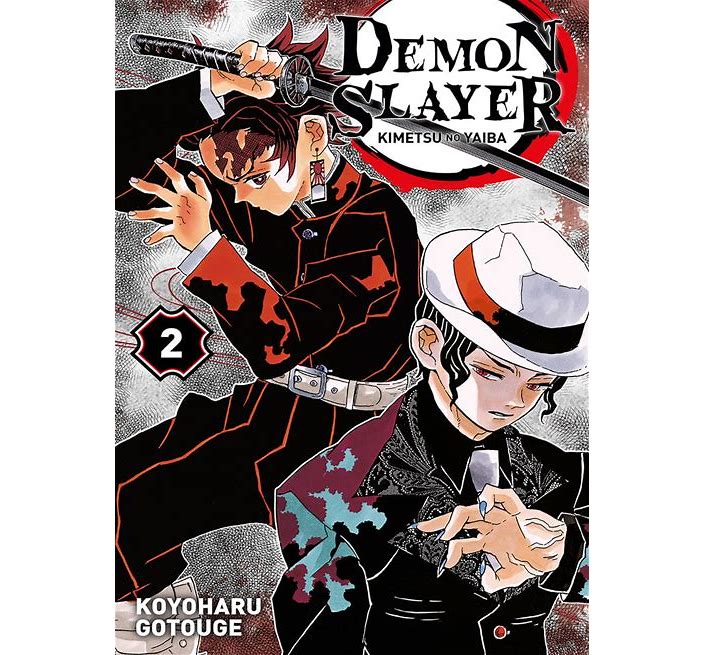 DEMON
SLAYER
KIMETSU NO YAIBA
2
KOYOHARU
GOTOUGE